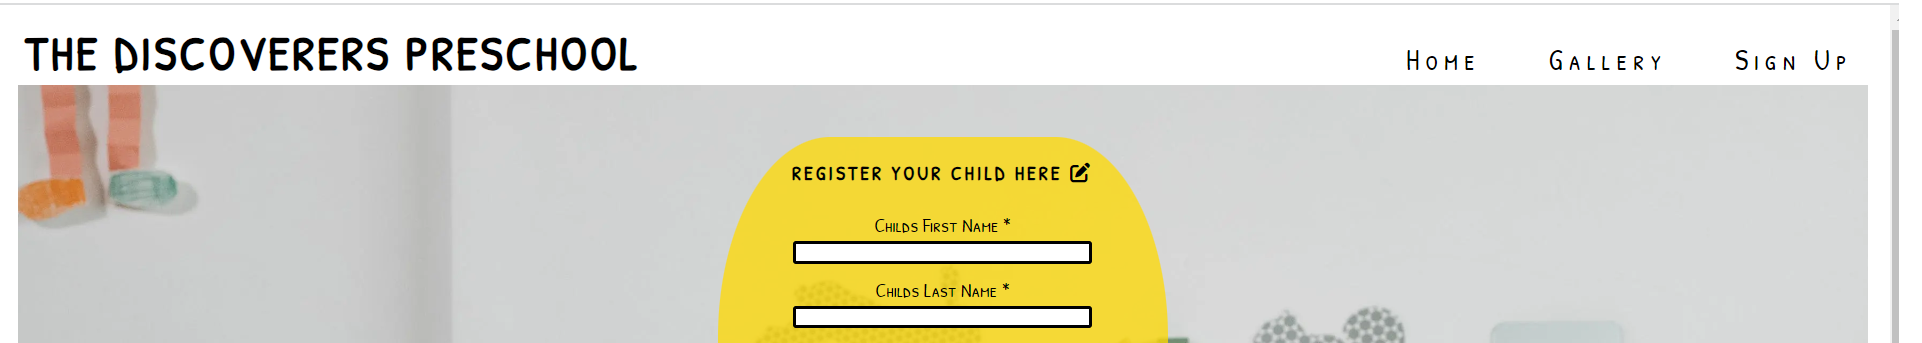 THE DISCOVERERS PRESCHOOL
Home Gallery Sign Up
REGISTER YOUR CHILD HERE
Childs First Name *
Childs Last Name *